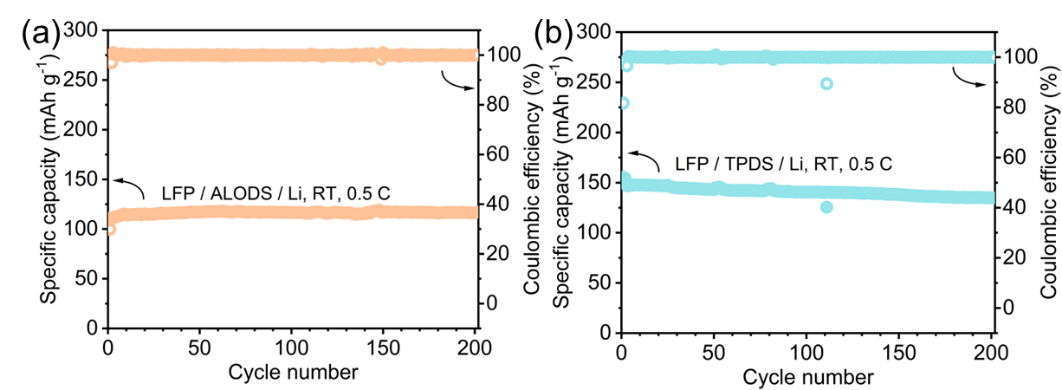 (a)
Specific capacity (mAh g⁻¹)
300
250
200
150
100
50
0
LFP / ALODS / Li, RT, 0.5 C
0 50 100 150 200
Cycle number
100
80
60
40
20
0
Coulombic efficiency (%)
(b)
Specific capacity (mAh g⁻¹)
300
250
200
150
100
50
0
LFP / TPDS / Li, RT, 0.5 C
0 50 100 150 200
Cycle number
100
80
60
40
20
0
Coulombic efficiency (%)